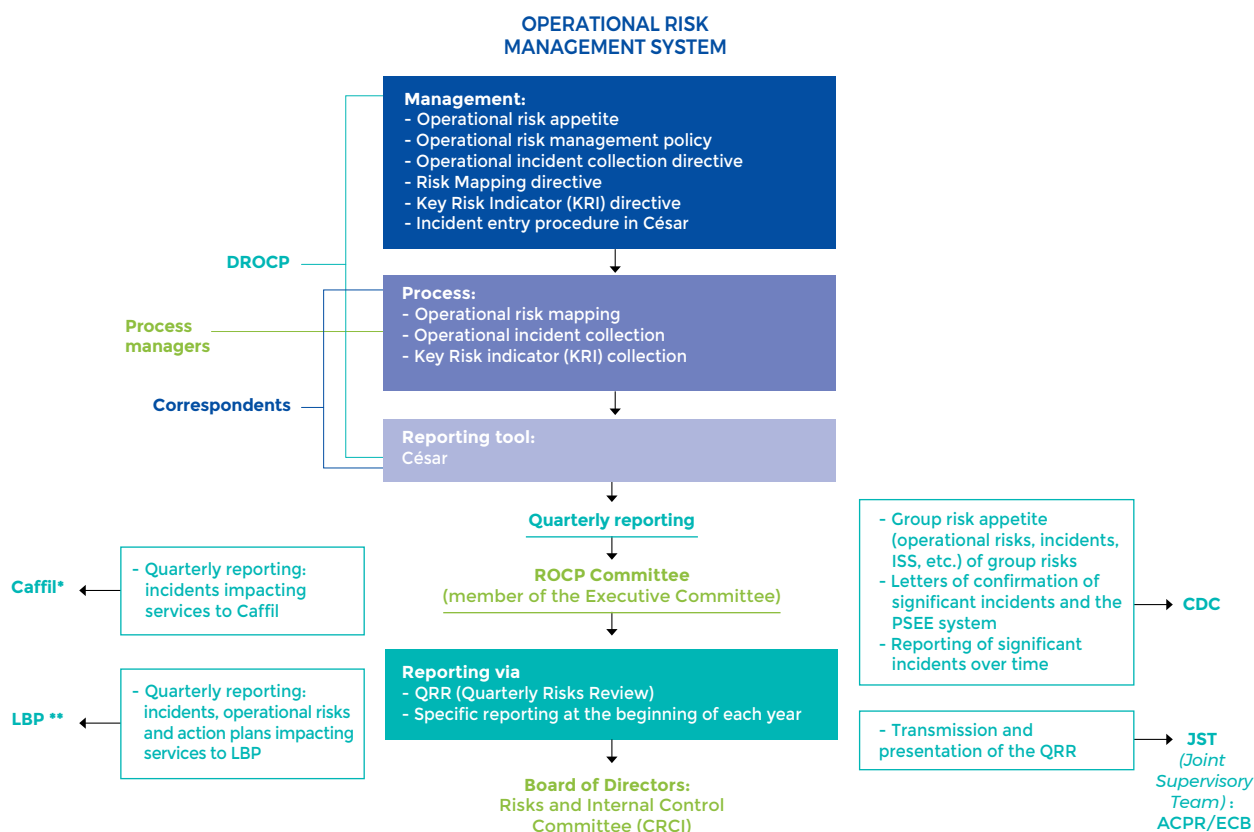 OPERATIONAL RISK
MANAGEMENT SYSTEM
Management:
- Operational risk appetite
- Operational risk management policy
- Operational incident collection directive
- Risk Mapping directive
- Key Risk Indicator (KRI) directive
- Incident entry procedure in César
DROCP
Process:
- Operational risk mapping
- Operational incident collection
- Key Risk indicator (KRI) collection
Process
managers
Correspondents
Reporting tool:
César
Quarterly reporting
ROCP Committee
(member of the Executive Committee)
Reporting via
- QRR (Quarterly Risks Review)
- Specific reporting at the beginning of each year
Board of Directors:
Risks and Internal Control
Committee (CRCI)
Caffil*
- Quarterly reporting:
incidents impacting
services to Caffil
LBP **
- Quarterly reporting:
incidents, operational risks
and action plans impacting
services to LBP
- Group risk appetite
(operational risks, incidents,
ISS, etc.) of group risks
- Letters of confirmation of
significant incidents and the
PSEE system
- Reporting of significant
incidents over time
CDC
- Transmission and
presentation of the QRR
JST
(Joint
Supervisory
Team) :
ACPR/ECB